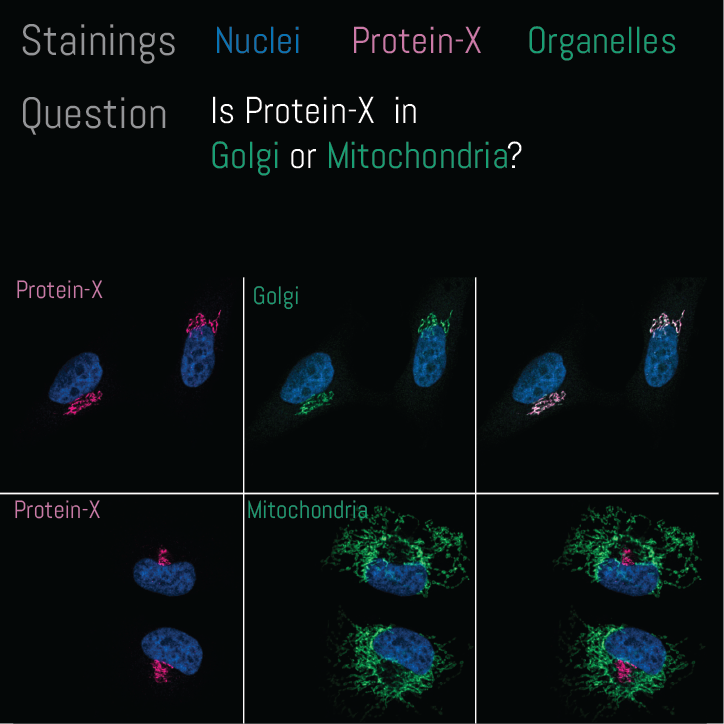 Stainings Nuclei Protein-X Organelles
Question Is Protein-X in
Golgi or Mitochondria?
Protein-X Golgi
Protein-X Mitochondria